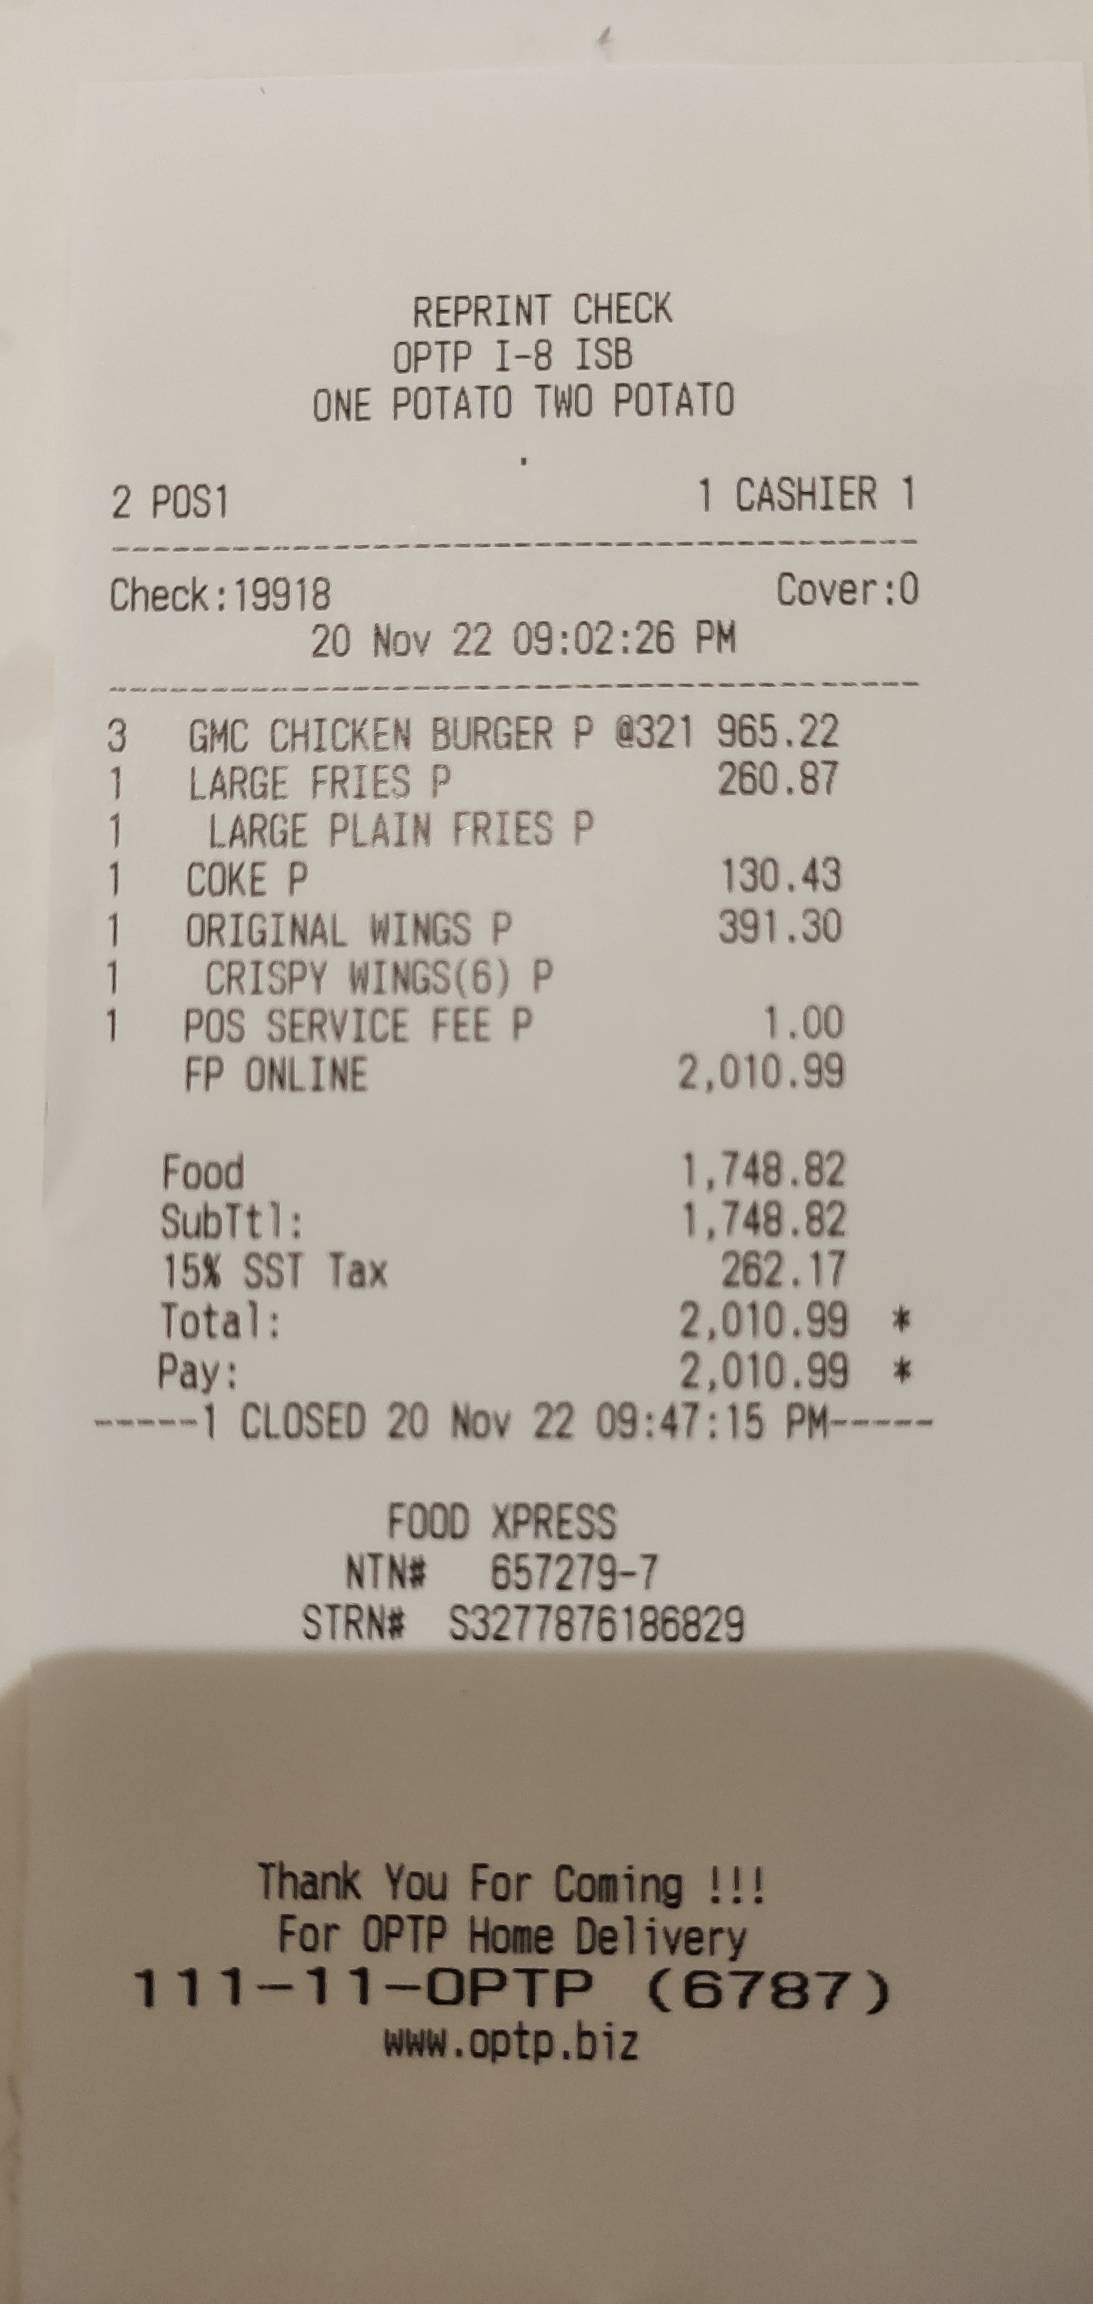 REPRINT CHECK
OPTP I-8 ISB
ONE POTATO TWO POTATO
.
2 POS1 1 CASHIER 1
----------------------------------------
Check:19918 Cover:0
20 Nov 22 09:02:26 PM
----------------------------------------
3 GMC CHICKEN BURGER P @321 965.22
1 LARGE FRIES P 260.87
1 LARGE PLAIN FRIES P
1 COKE P 130.43
1 ORIGINAL WINGS P 391.30
1 CRISPY WINGS(6) P
1 POS SERVICE FEE P 1.00
FP ONLINE 2,010.99
Food 1,748.82
SubTtl: 1,748.82
15% SST Tax 262.17
Total: 2,010.99 *
Pay: 2,010.99 *
-----1 CLOSED 20 Nov 22 09:47:15 PM-----
FOOD XPRESS
NTN# 657279-7
STRN# S3277876186829
Thank You For Coming !!!
For OPTP Home Delivery
111-11-OPTP (6787)
www.optp.biz